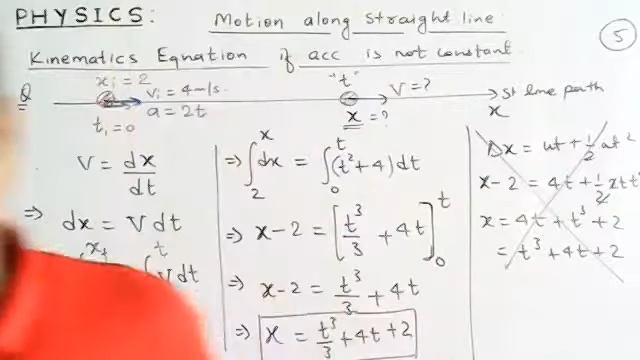 PHYSICS: Motion along straight line
Kinematics Equation if acc is not constant
5
Q
xi = 2
vi = 4 m/s
t1 = 0
a = 2t
"t"
V = ?
x = ?
St line path
x
V = dx/dt
⇒ dx = V dt
V dt
⇒ ∫₂ˣ dx = ∫₀ᵗ (t²+4) dt
⇒ x-2 = [t³/3 + 4t]₀ᵗ
⇒ x-2 = t³/3 + 4t
⇒ x = t³/3 + 4t + 2
Δx = ut + 1/2 at²
x-2 = 4t + 1/2 2t t²
x = 4t + t³ + 2
= t³ + 4t + 2